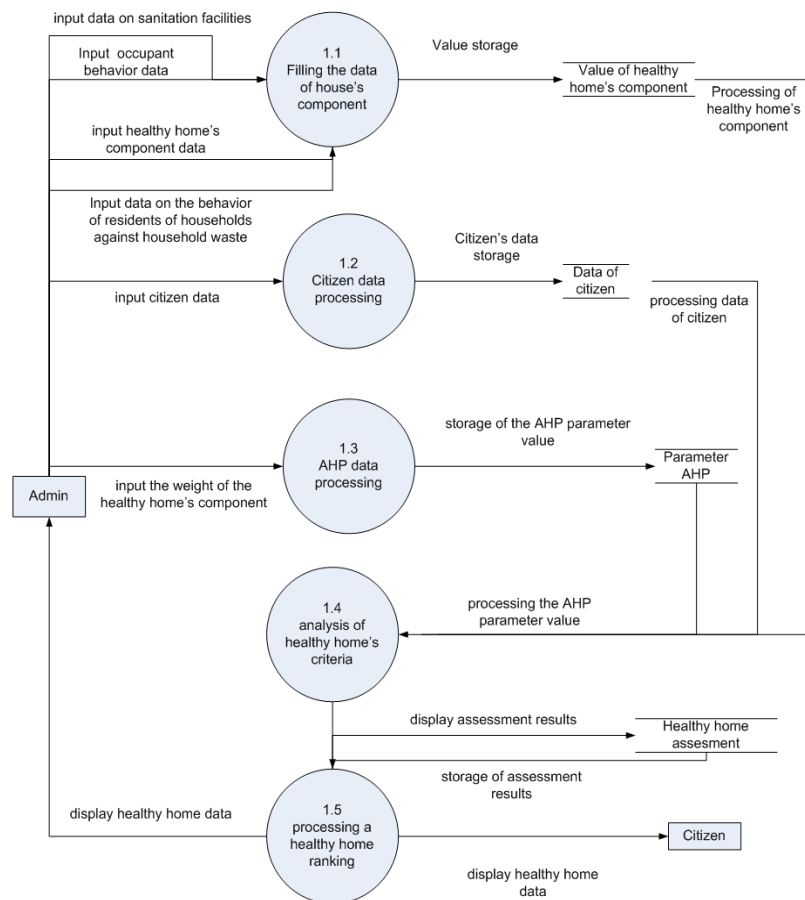 input data on sanitation facilities
Input occupant
behavior data
1.1
Filling the data
of house's
component
Value storage
Value of healthy
home's component
Processing of
healthy home's
component
input healthy home's
component data
Input data on the behavior
of residents of households
against household waste
1.2
Citizen data
processing
Citizen's data
storage
Data of
citizen
processing data
of citizen
input citizen data
1.3
AHP data
processing
storage of the AHP parameter
value
Parameter
AHP
input the weight of the
healthy home's component
Admin
1.4
analysis of
healthy home's
criteria
processing the AHP
parameter value
display assessment results
Healthy home
assesment
storage of assessment
results
1.5
processing a
healthy home
ranking
display healthy home data
Citizen
display healthy home
data